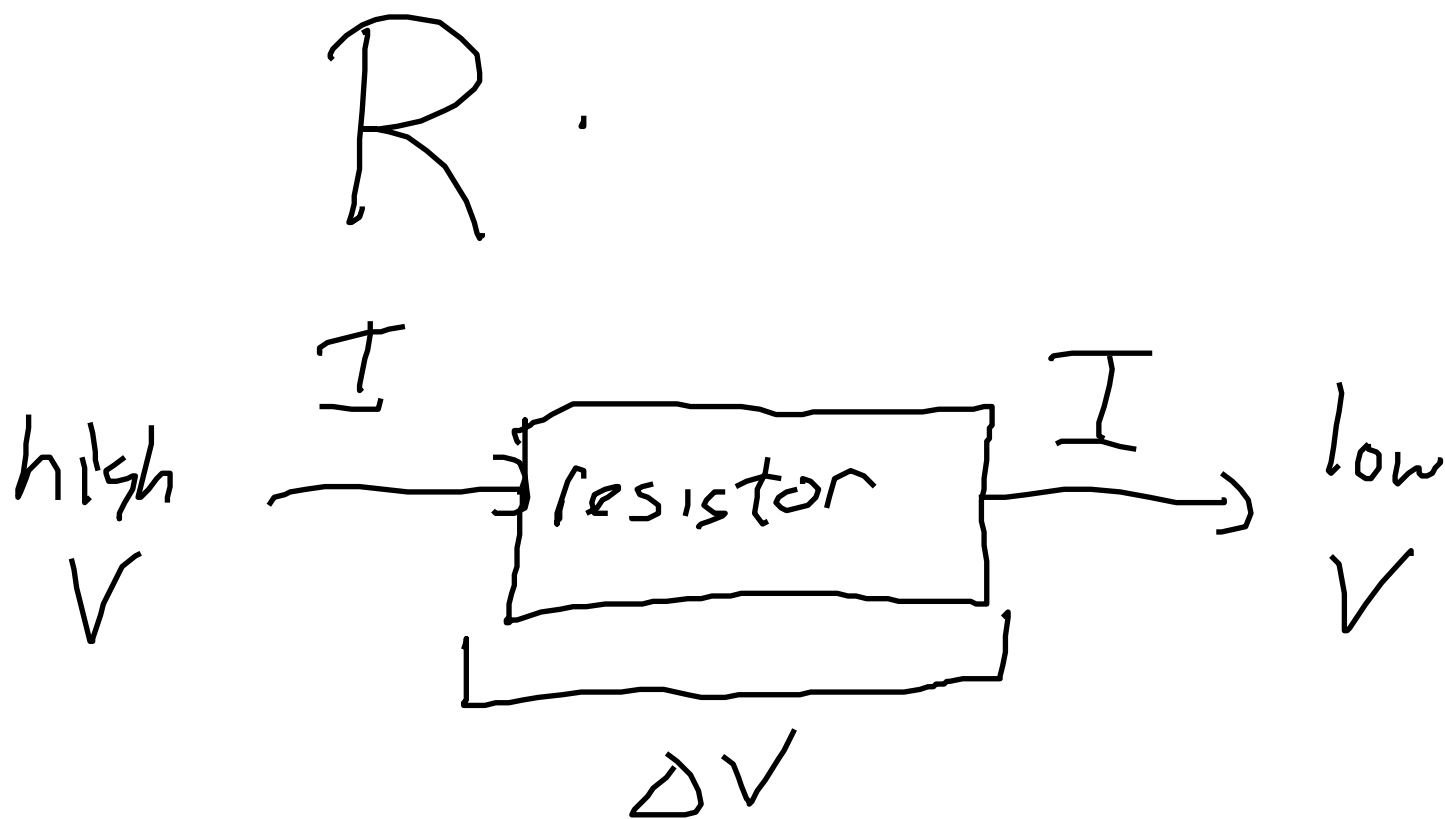 R .
I I
high resistor low
V V
ΔV